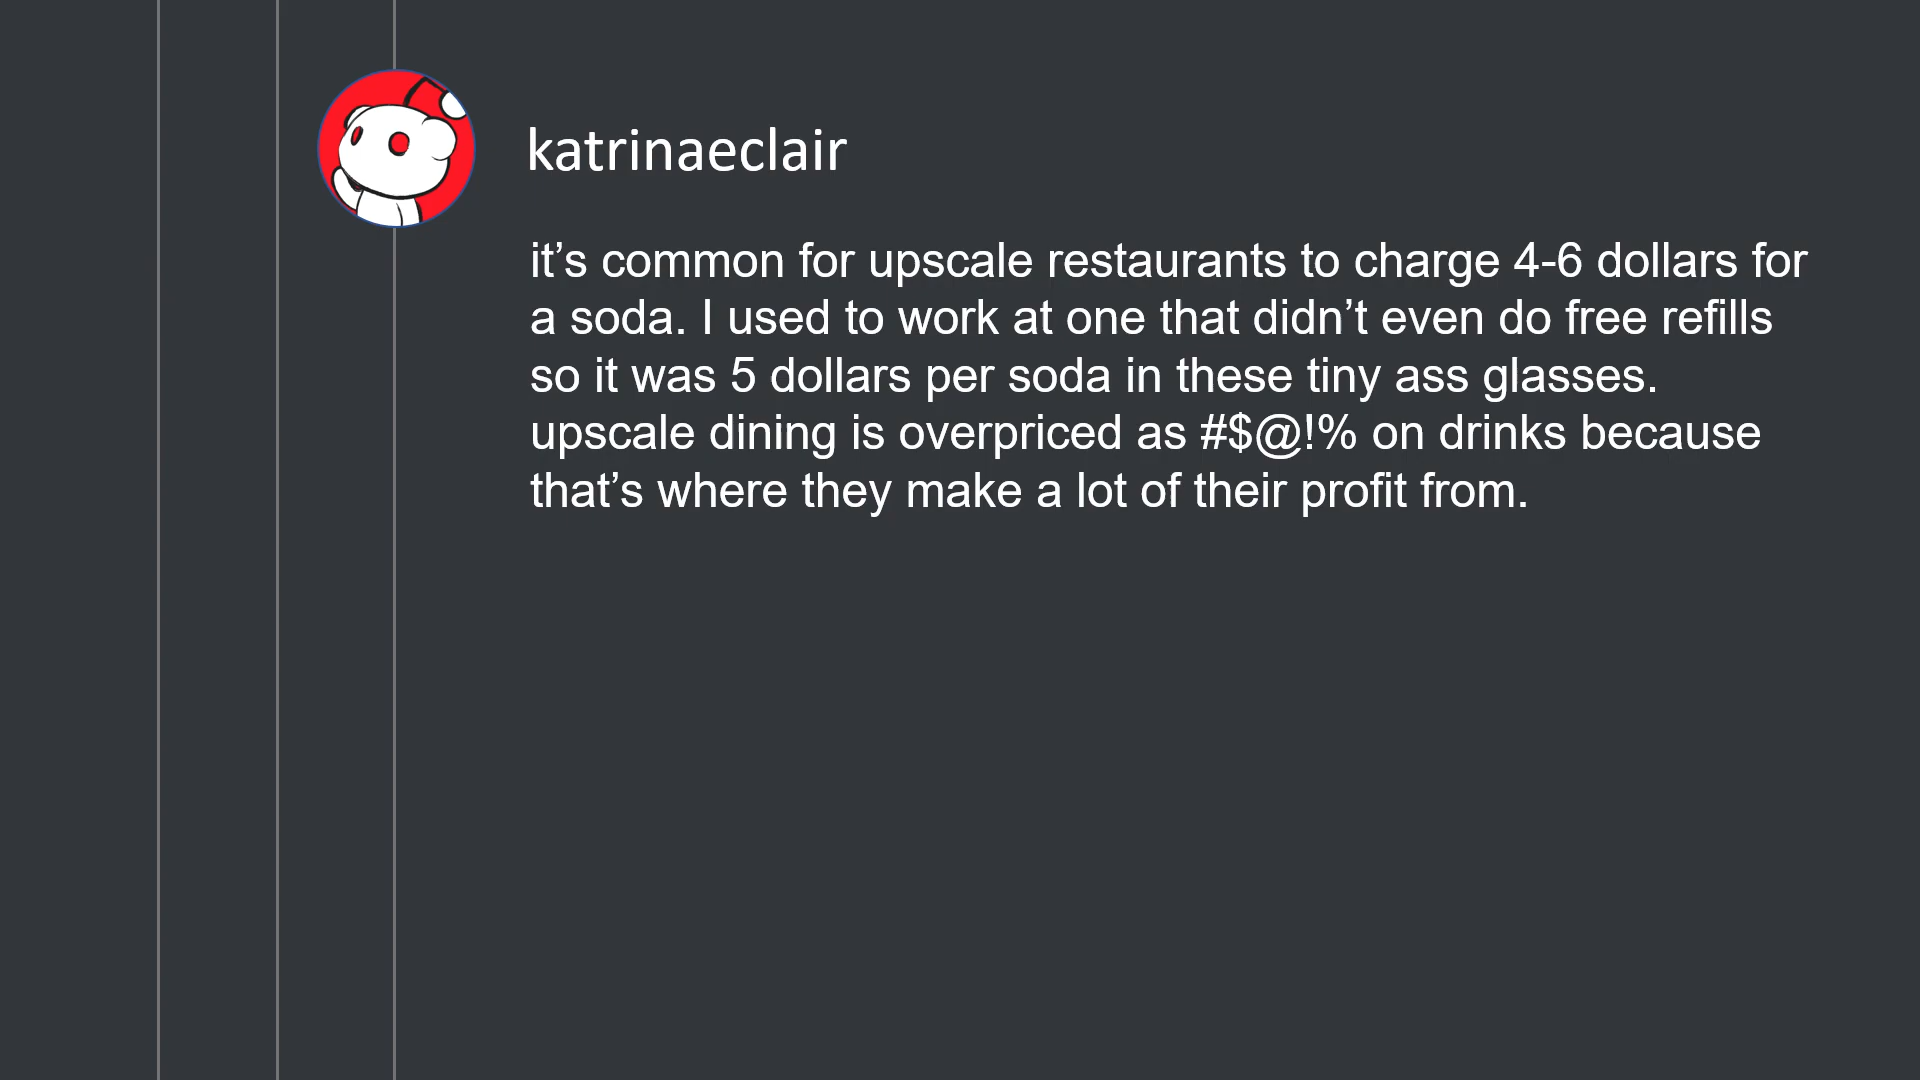 katrinaeclair
it’s common for upscale restaurants to charge 4-6 dollars for
a soda. I used to work at one that didn’t even do free refills
so it was 5 dollars per soda in these tiny ass glasses.
upscale dining is overpriced as #$@!% on drinks because
that’s where they make a lot of their profit from.